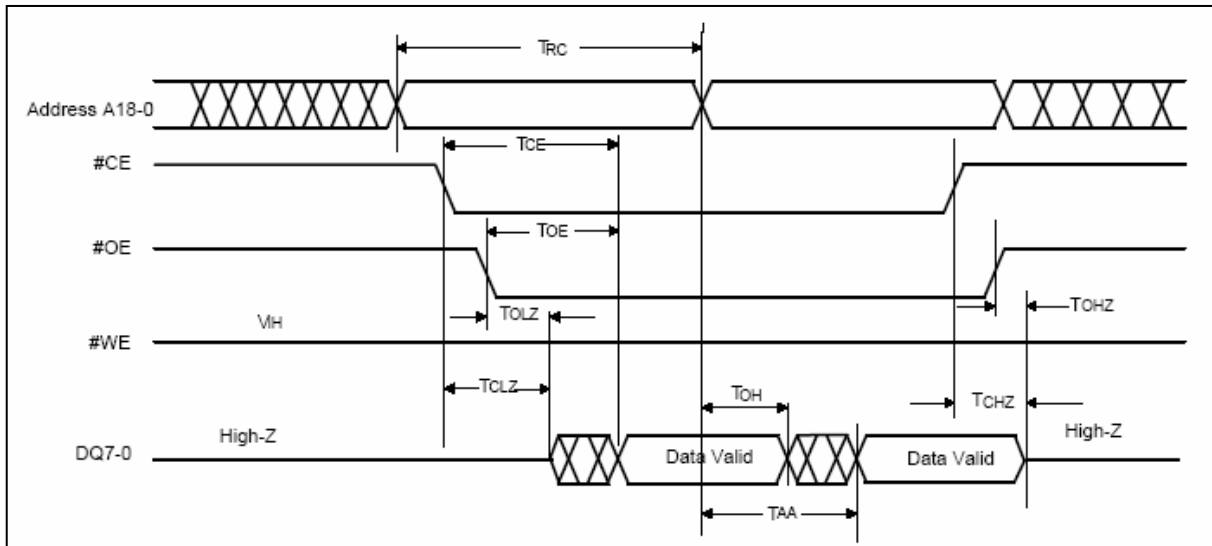 TRC
Address A18-0
TCE
#CE
TOE
#OE
TOLZ
TOHZ
VIH
#WE
TCLZ
TOH
TCHZ
High-Z
High-Z
DQ7-0
Data Valid
Data Valid
TAA